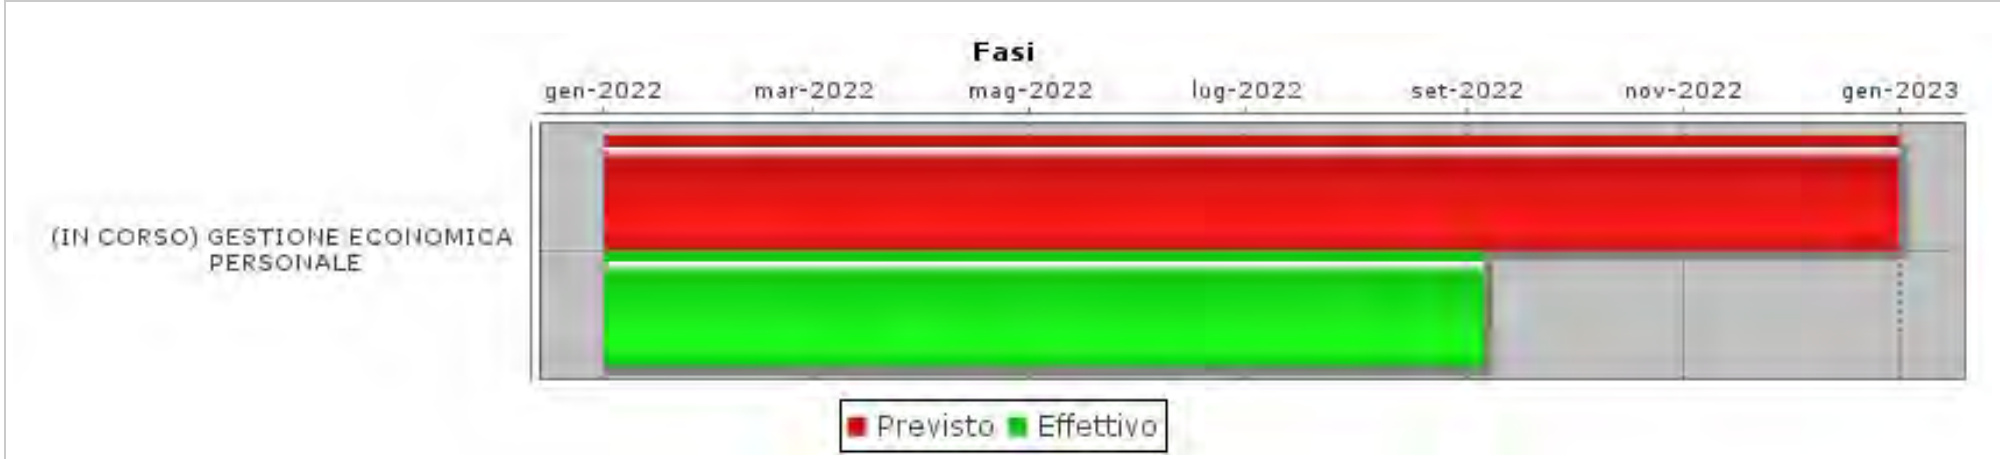 Fasi
gen-2022 mar-2022 mag-2022 lug-2022 set-2022 nov-2022 gen-2023
(IN CORSO) GESTIONE ECONOMICA
PERSONALE
Previsto Effettivo